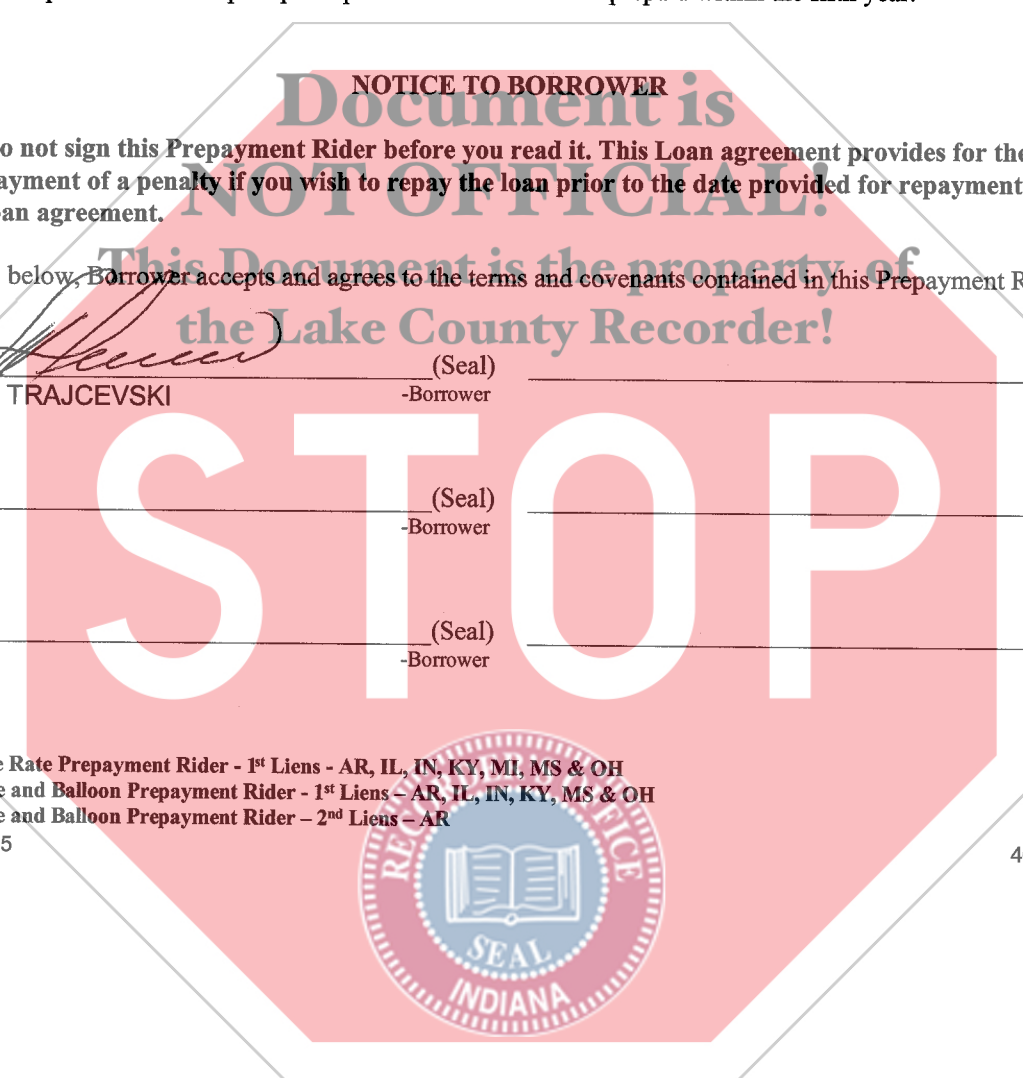 NOTICE TO BORROWER
Document is
o not sign this Prepayment Rider before you read it. This Loan agreement provides for the
ayment of a penalty if you wish to repay the loan prior to the date provided for repayment
NOT OFFICIAL!
an agreement.
This Document is the property of
below, Borrower accepts and agrees to the terms and covenants contained in this Prepayment R
the Lake County Recorder!
(Seal)
TRAJCEVSKI -Borrower
STOP
(Seal)
-Borrower
(Seal)
-Borrower
e Rate Prepayment Rider - 1st Liens - AR, IL, IN, KY, MI, MS & OH
e and Balloon Prepayment Rider - 1st Liens – AR, IL, IN, KY, MS & OH
e and Balloon Prepayment Rider – 2nd Liens – AR
5 4
RECORDER'S OFFICE
SEAL
INDIANA